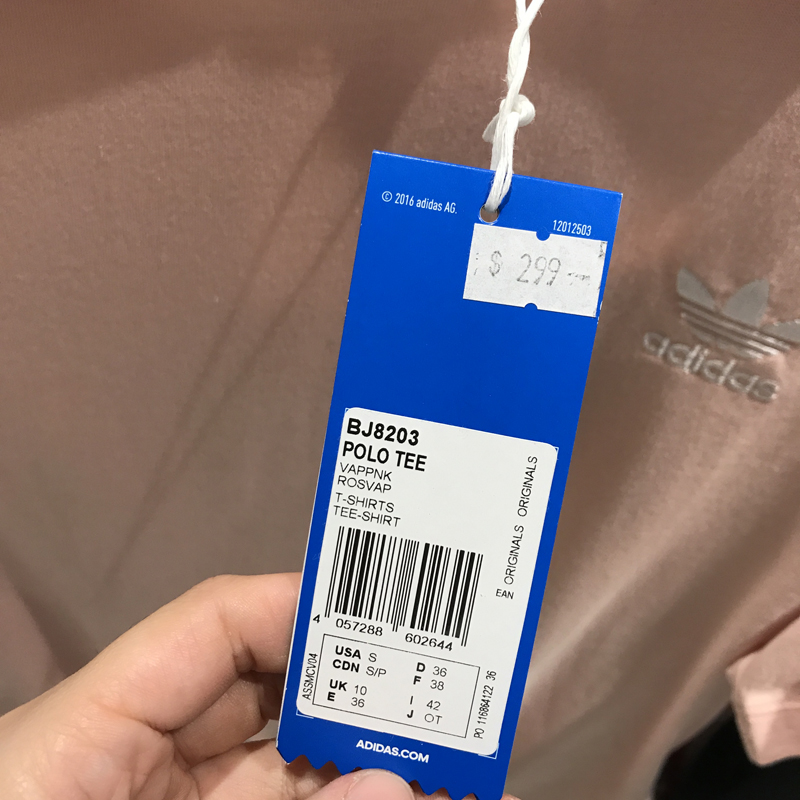 © 2016 adidas AG.
12012503
$ 299 —
adidas
BJ8203
POLO TEE
VAPPNK
ROSVAP
T-SHIRTS
TEE-SHIRT
ORIGINALS
ORIGINALS
EAN
4 057288 602644
ASSMCV04
USA S
CDN S/P
UK 10
E 36
D 36
F 38
I 42
J OT
PO 116864122 36
ADIDAS.COM